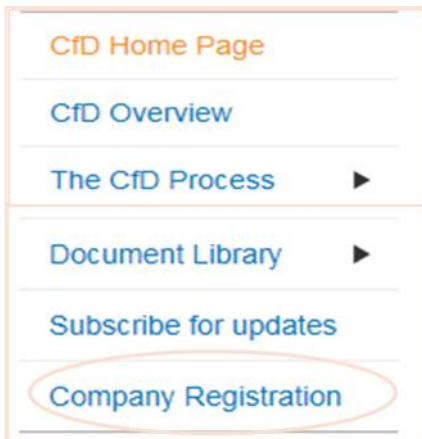 CfD Home Page
CfD Overview
The CfD Process
Document Library
Subscribe for updates
Company Registration